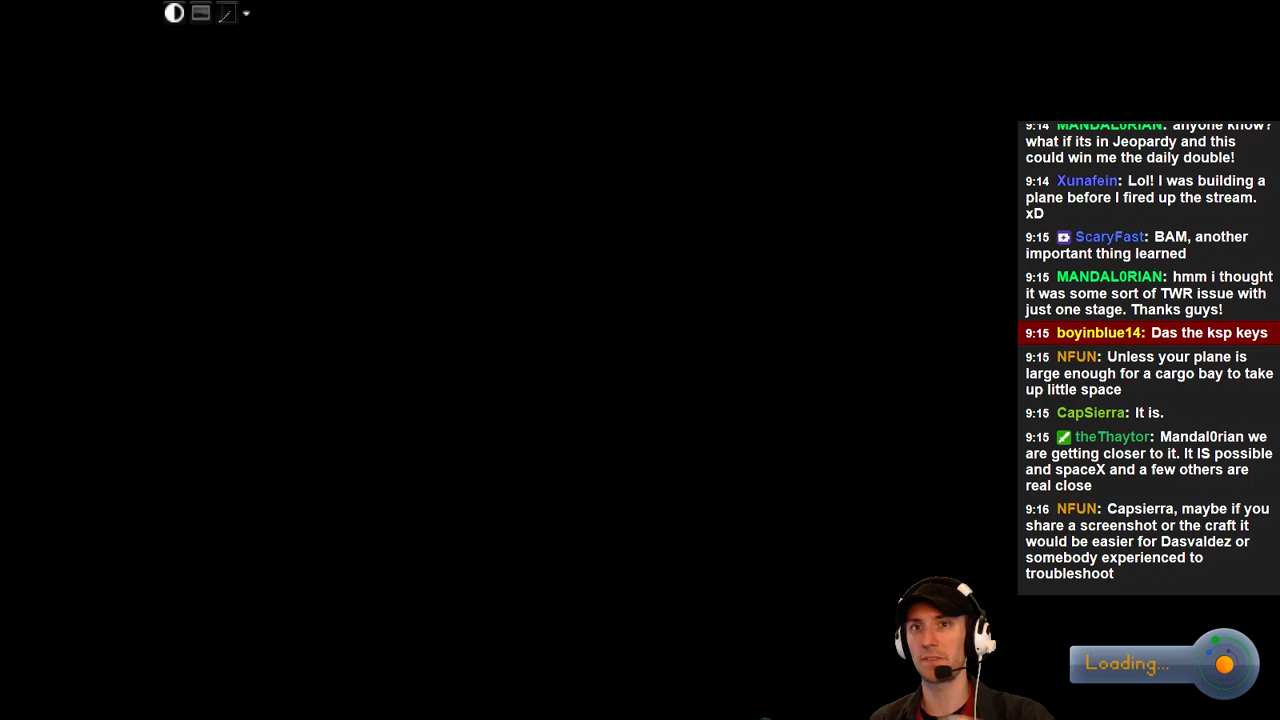 9:14 MANDAL0RIAN: anyone know?
what if its in Jeopardy and this
could win me the daily double!
9:14 Xunafein: Lol! I was building a
plane before I fired up the stream.
xD
9:15 ScaryFast: BAM, another
important thing learned
9:15 MANDAL0RIAN: hmm i thought
it was some sort of TWR issue with
just one stage. Thanks guys!
9:15 boyinblue14: Das the ksp keys
9:15 NFUN: Unless your plane is
large enough for a cargo bay to take
up little space
9:15 CapSierra: It is.
9:15 theThaytor: Mandal0rian we
are getting closer to it. It IS possible
and spaceX and a few others are
real close
9:16 NFUN: Capsierra, maybe if you
share a screenshot or the craft it
would be easier for Dasvaldez or
somebody experienced to
troubleshoot
Loading...